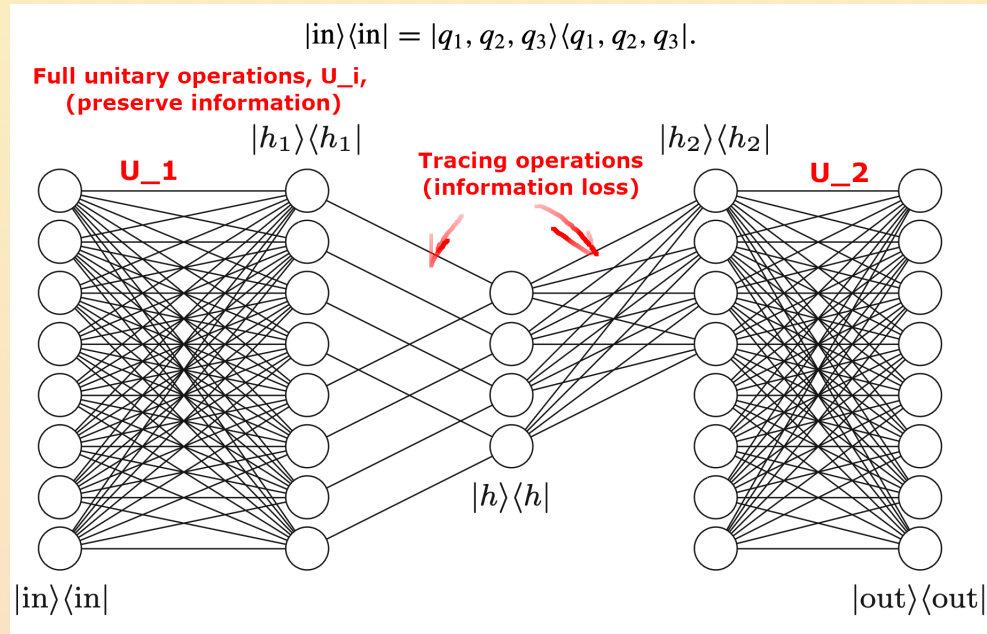 |in⟩⟨in| = |q₁, q₂, q₃⟩⟨q₁, q₂, q₃|.
Full unitary operations, U_i,
(preserve information)
|h₁⟩⟨h₁|
|h₂⟩⟨h₂|
U_1
Tracing operations
(information loss)
U_2
|h⟩⟨h|
|in⟩⟨in|
|out⟩⟨out|